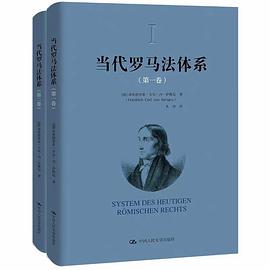 I
当代罗马法体系
（第一卷）
（Friedrich Carl von Savigny）
SYSTEM DES HEUTIGEN
RÖMISCHEN RECHTS
中国人民大学出版社
当代罗马法体系